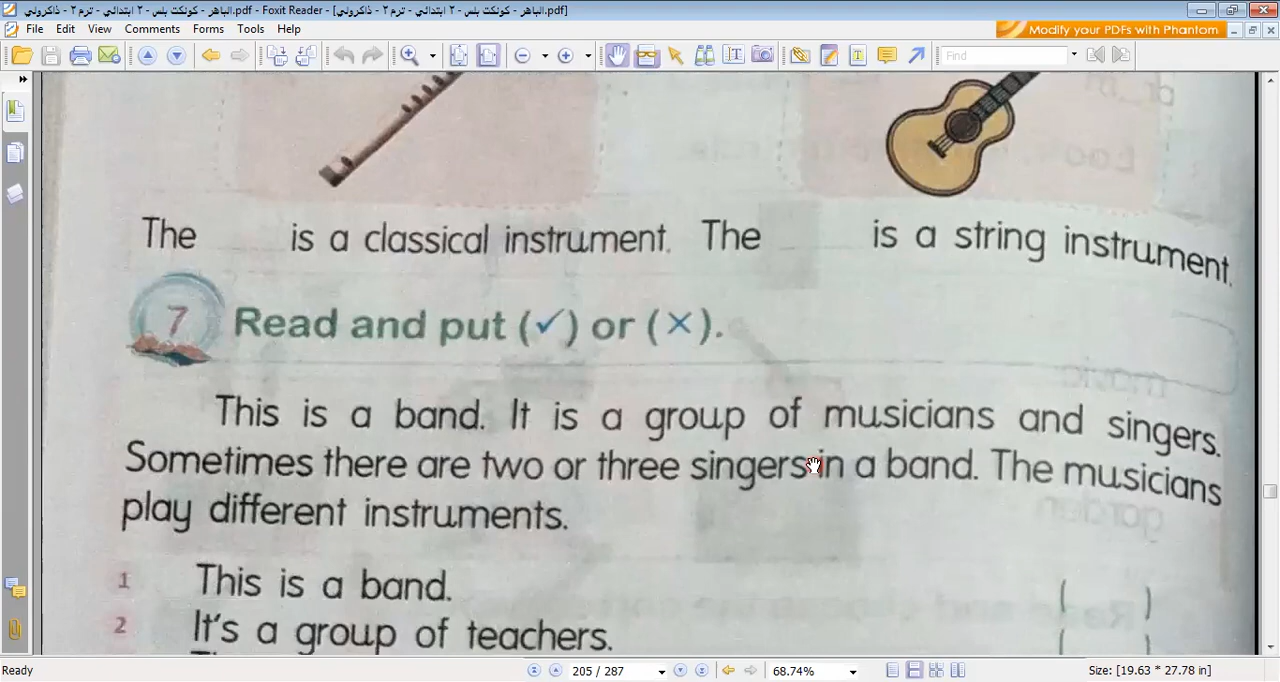 الباهر - كونكت بلس - ٢ ابتدائي - ترم ٢ - ذاكرولي.pdf - Foxit Reader - [الباهر - كونكت بلس - ٢ ابتدائي - ترم ٢ - ذاكرولي.pdf]
File Edit View Comments Forms Tools Help
Modify your PDFs with Phantom
Find
The is a classical instrument. The is a string instrument.
7 Read and put (✓) or (×).
This is a band. It is a group of musicians and singers.
Sometimes there are two or three singers in a band. The musicians
play different instruments.
1 This is a band. ( )
2 It's a group of teachers. ( )
Ready 205 / 287 68.74% Size: [19.63 * 27.78 in]